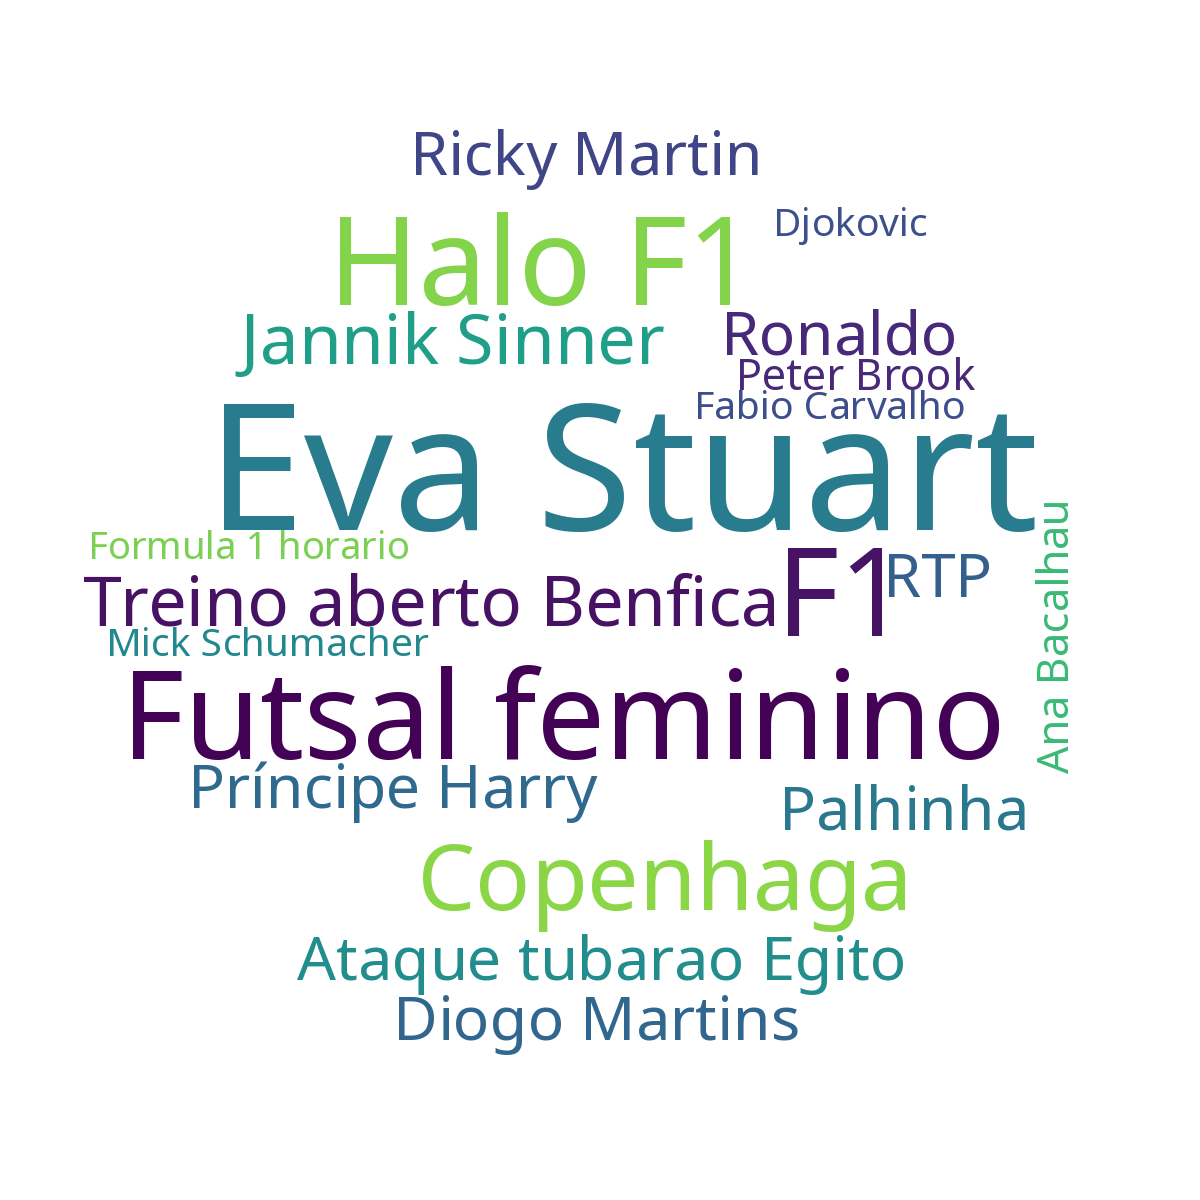 Ricky Martin
Djokovic
Halo F1
Jannik Sinner
Ronaldo
Peter Brook
Fabio Carvalho
Eva Stuart
Formula 1 horario
Treino aberto Benfica
F1
RTP
Ana Bacalhau
Mick Schumacher
Futsal feminino
Príncipe Harry
Palhinha
Copenhaga
Ataque tubarao Egito
Diogo Martins